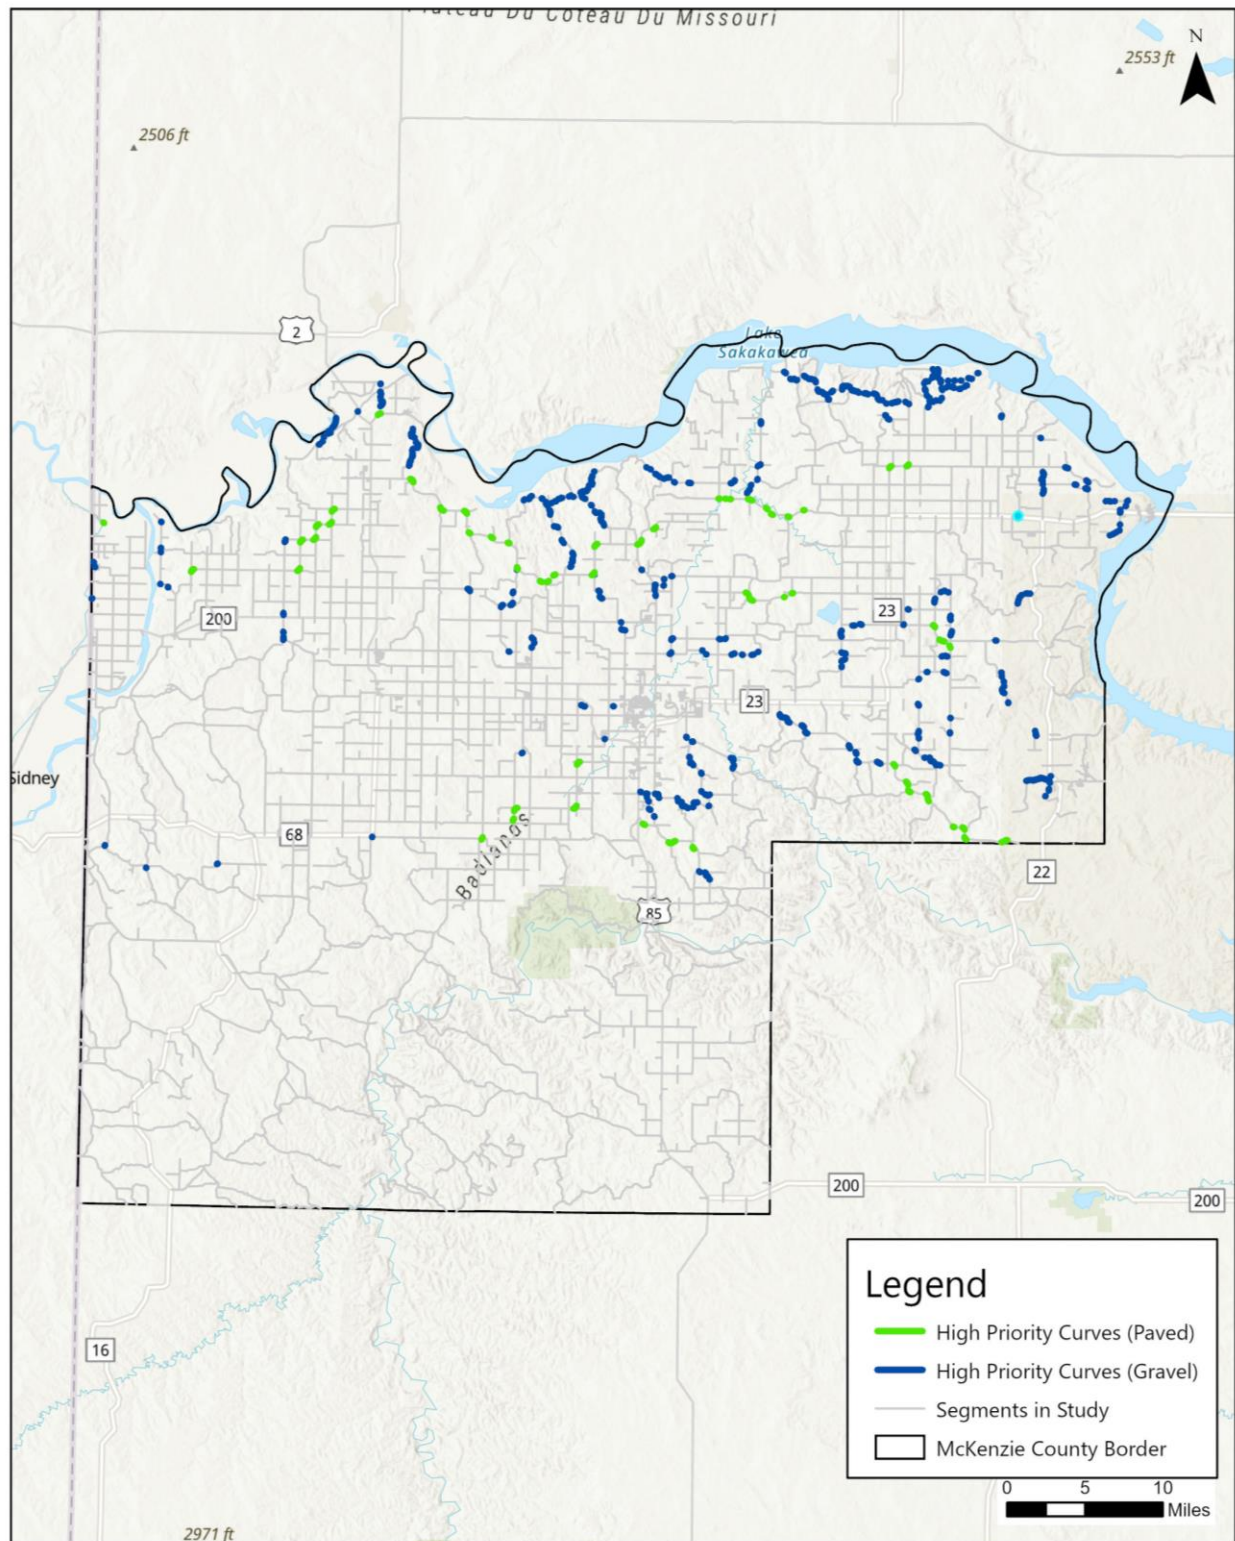 Plateau Du Coteau Du Missouri
N
2553 ft
2506 ft
2
Lake
Sakakawea
200
23
23
Sidney
68
Badlands
22
85
200
200
16
2971 ft
Legend
High Priority Curves (Paved)
High Priority Curves (Gravel)
Segments in Study
McKenzie County Border
0 5 10
Miles